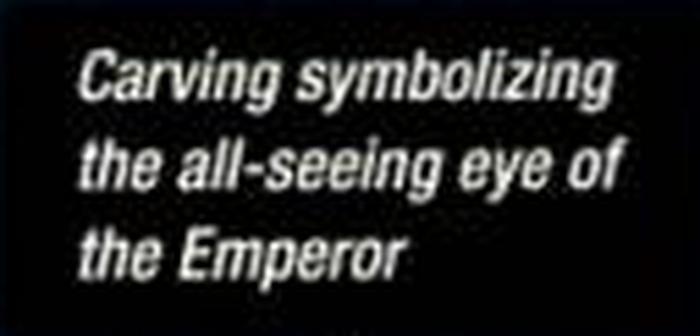 Carving symbolizing
the all-seeing eye of
the Emperor